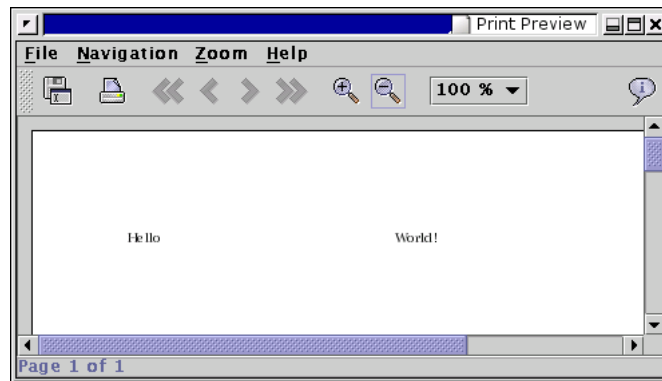 Print Preview
File Navigation Zoom Help
100 %
Hello World!
Page 1 of 1